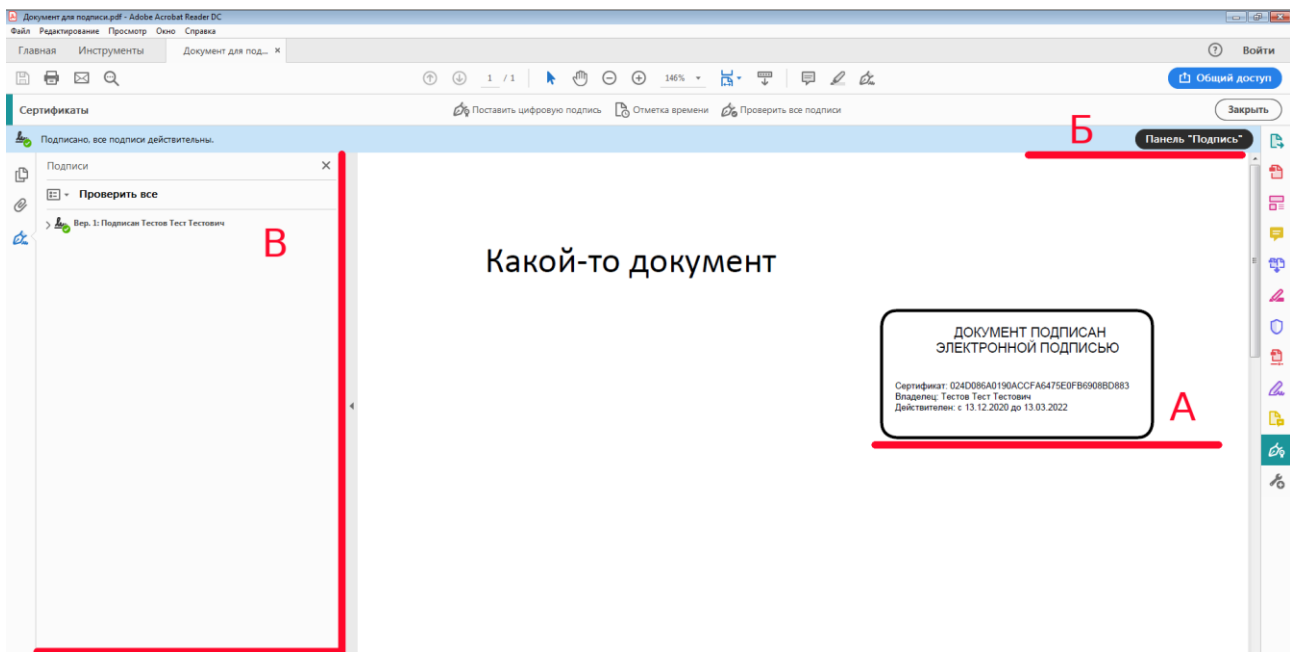 Документ для подписи.pdf - Adobe Acrobat Reader DC
Файл Редактирование Просмотр Окно Справка
Главная Инструменты Документ для под... × ? Войти
1 / 1 146% Общий доступ
Сертификаты Поставить цифровую подпись Отметка времени Проверить все подписи Закрыть
Подписано, все подписи действительны. Б Панель "Подпись"
Подписи ×
Проверить все
Вер. 1: Подписан Тестов Тест Тестович
В
Какой-то документ
ДОКУМЕНТ ПОДПИСАН
ЭЛЕКТРОННОЙ ПОДПИСЬЮ
Сертификат: 024D086A0190ACCFA6475E0FB6908BD883
Владелец: Тестов Тест Тестович
Действителен: с 13.12.2020 до 13.03.2022
А